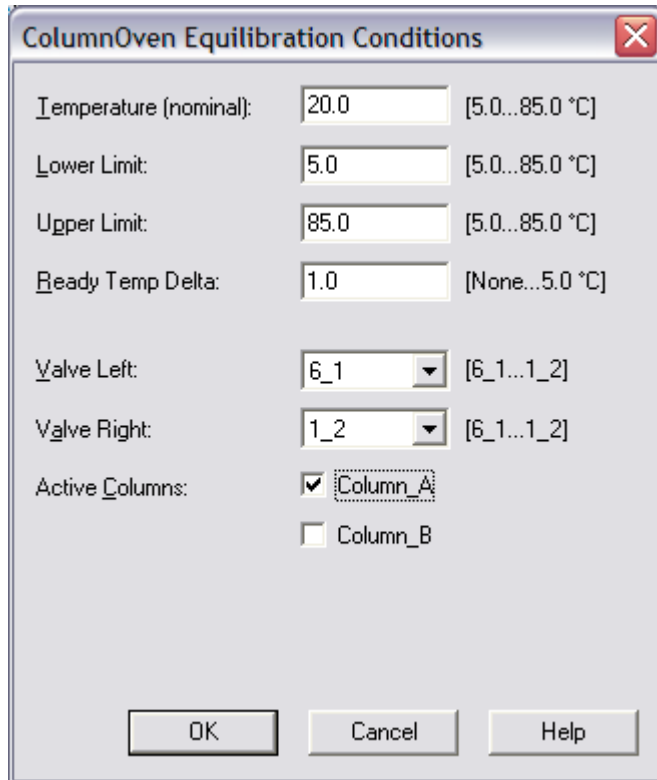 ColumnOven Equilibration Conditions
Temperature (nominal): 20.0 [5.0...85.0 °C]
Lower Limit: 5.0 [5.0...85.0 °C]
Upper Limit: 85.0 [5.0...85.0 °C]
Ready Temp Delta: 1.0 [None...5.0 °C]
Valve Left: 6_1 [6_1...1_2]
Valve Right: 1_2 [6_1...1_2]
Active Columns: Column_A
Column_B
OK Cancel Help